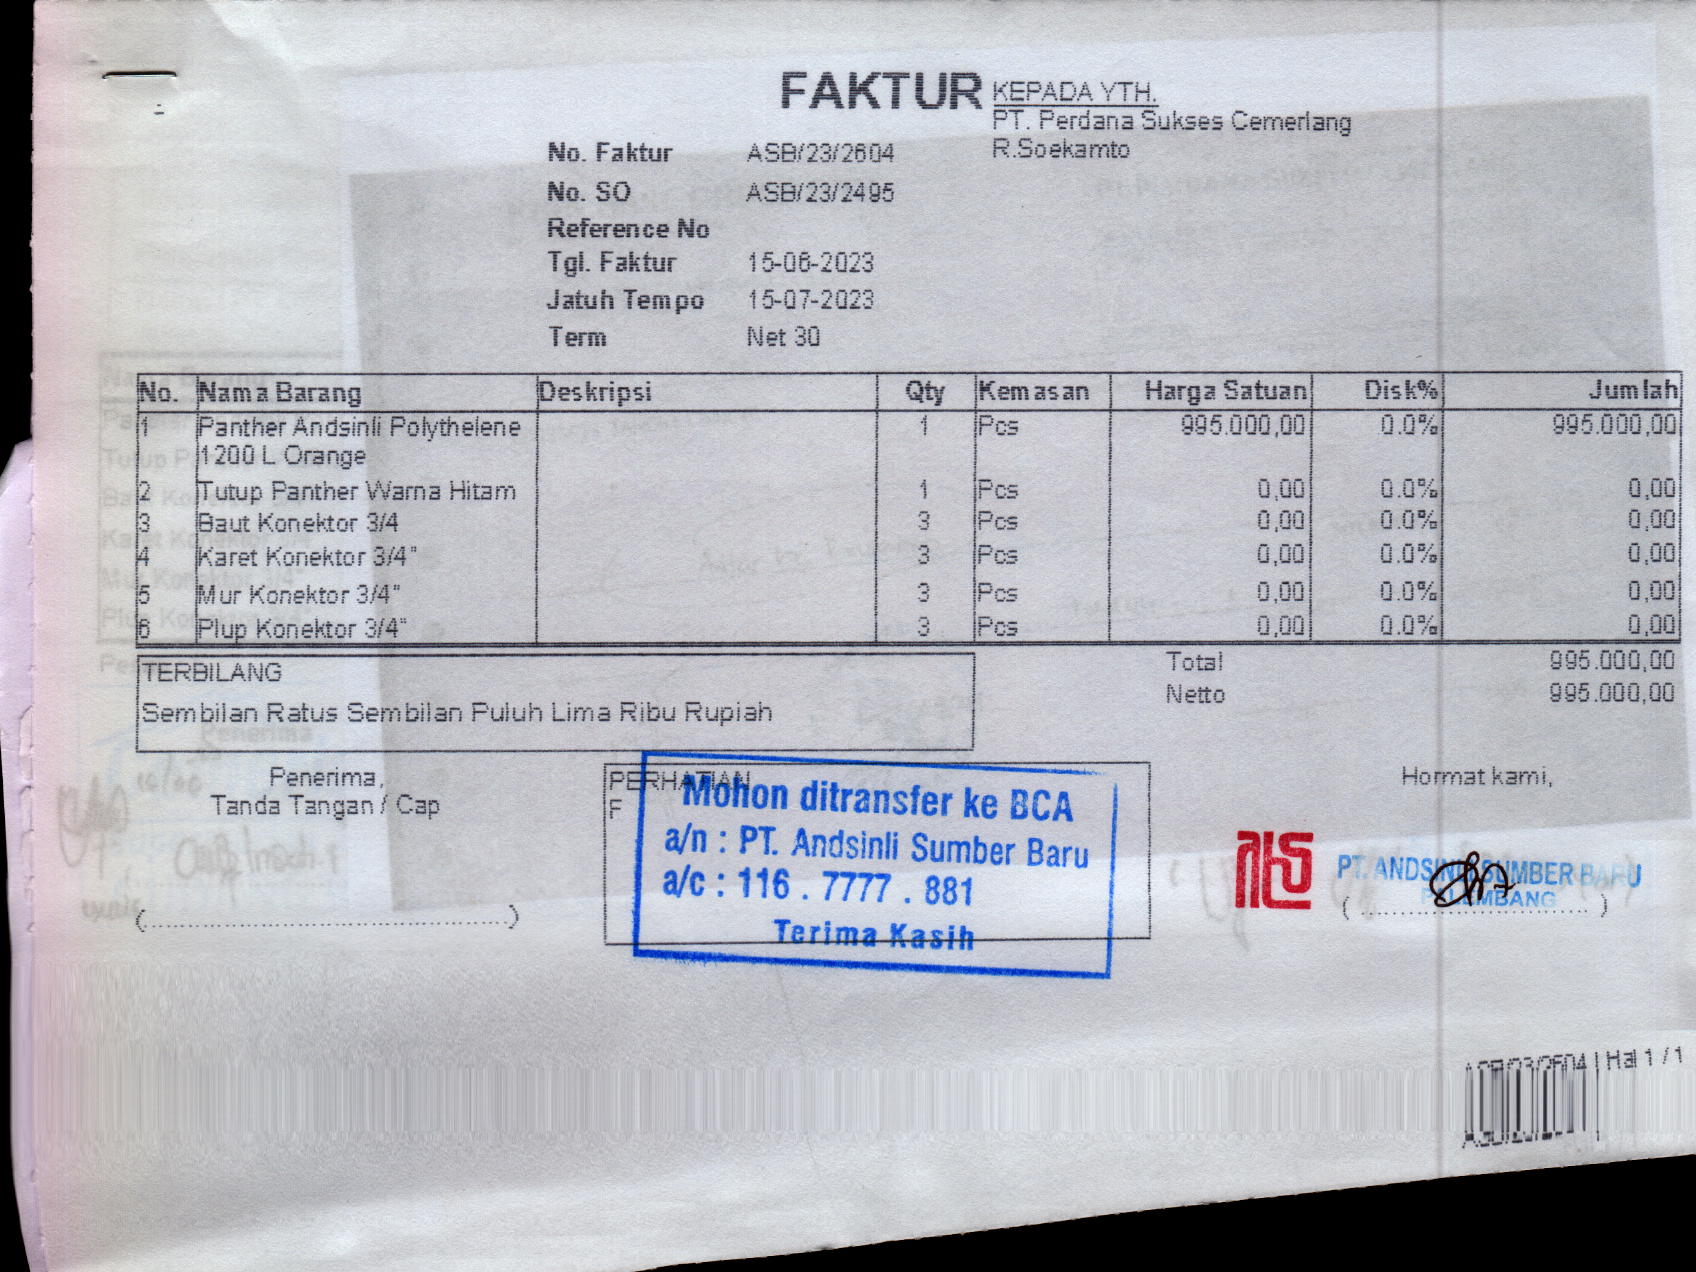 FAKTUR
KEPADA YTH.
PT. Perdana Sukses Cemerlang
R.Soekamto
No. Faktur ASB/23/2604
No. SO ASB/23/2495
Reference No
Tgl. Faktur 15-06-2023
Jatuh Tempo 15-07-2023
Term Net 30
No. Nama Barang Deskripsi Qty Kemasan Harga Satuan Disk% Jumlah
1 Panther Andsinli Polythelene 1 Pcs 995.000,00 0.0% 995.000,00
1200 L Orange
2 Tutup Panther Warna Hitam 1 Pcs 0,00 0.0% 0,00
3 Baut Konektor 3/4 3 Pcs 0,00 0.0% 0,00
4 Karet Konektor 3/4" 3 Pcs 0,00 0.0% 0,00
5 Mur Konektor 3/4" 3 Pcs 0,00 0.0% 0,00
6 Plup Konektor 3/4" 3 Pcs 0,00 0.0% 0,00
Total 995.000,00
Netto 995.000,00
TERBILANG
Sembilan Ratus Sembilan Puluh Lima Ribu Rupiah
Penerima,
Tanda Tangan / Cap
(..........................................)
PERHATIAN
F
Mohon ditransfer ke BCA
a/n : PT. Andsinli Sumber Baru
a/c : 116 . 7777 . 881
Terima Kasih
Hormat kami,
PT. ANDSINLI SUMBER BARU
PALEMBANG
(..............................)
ASB/23/2604 | Hal 1 / 1